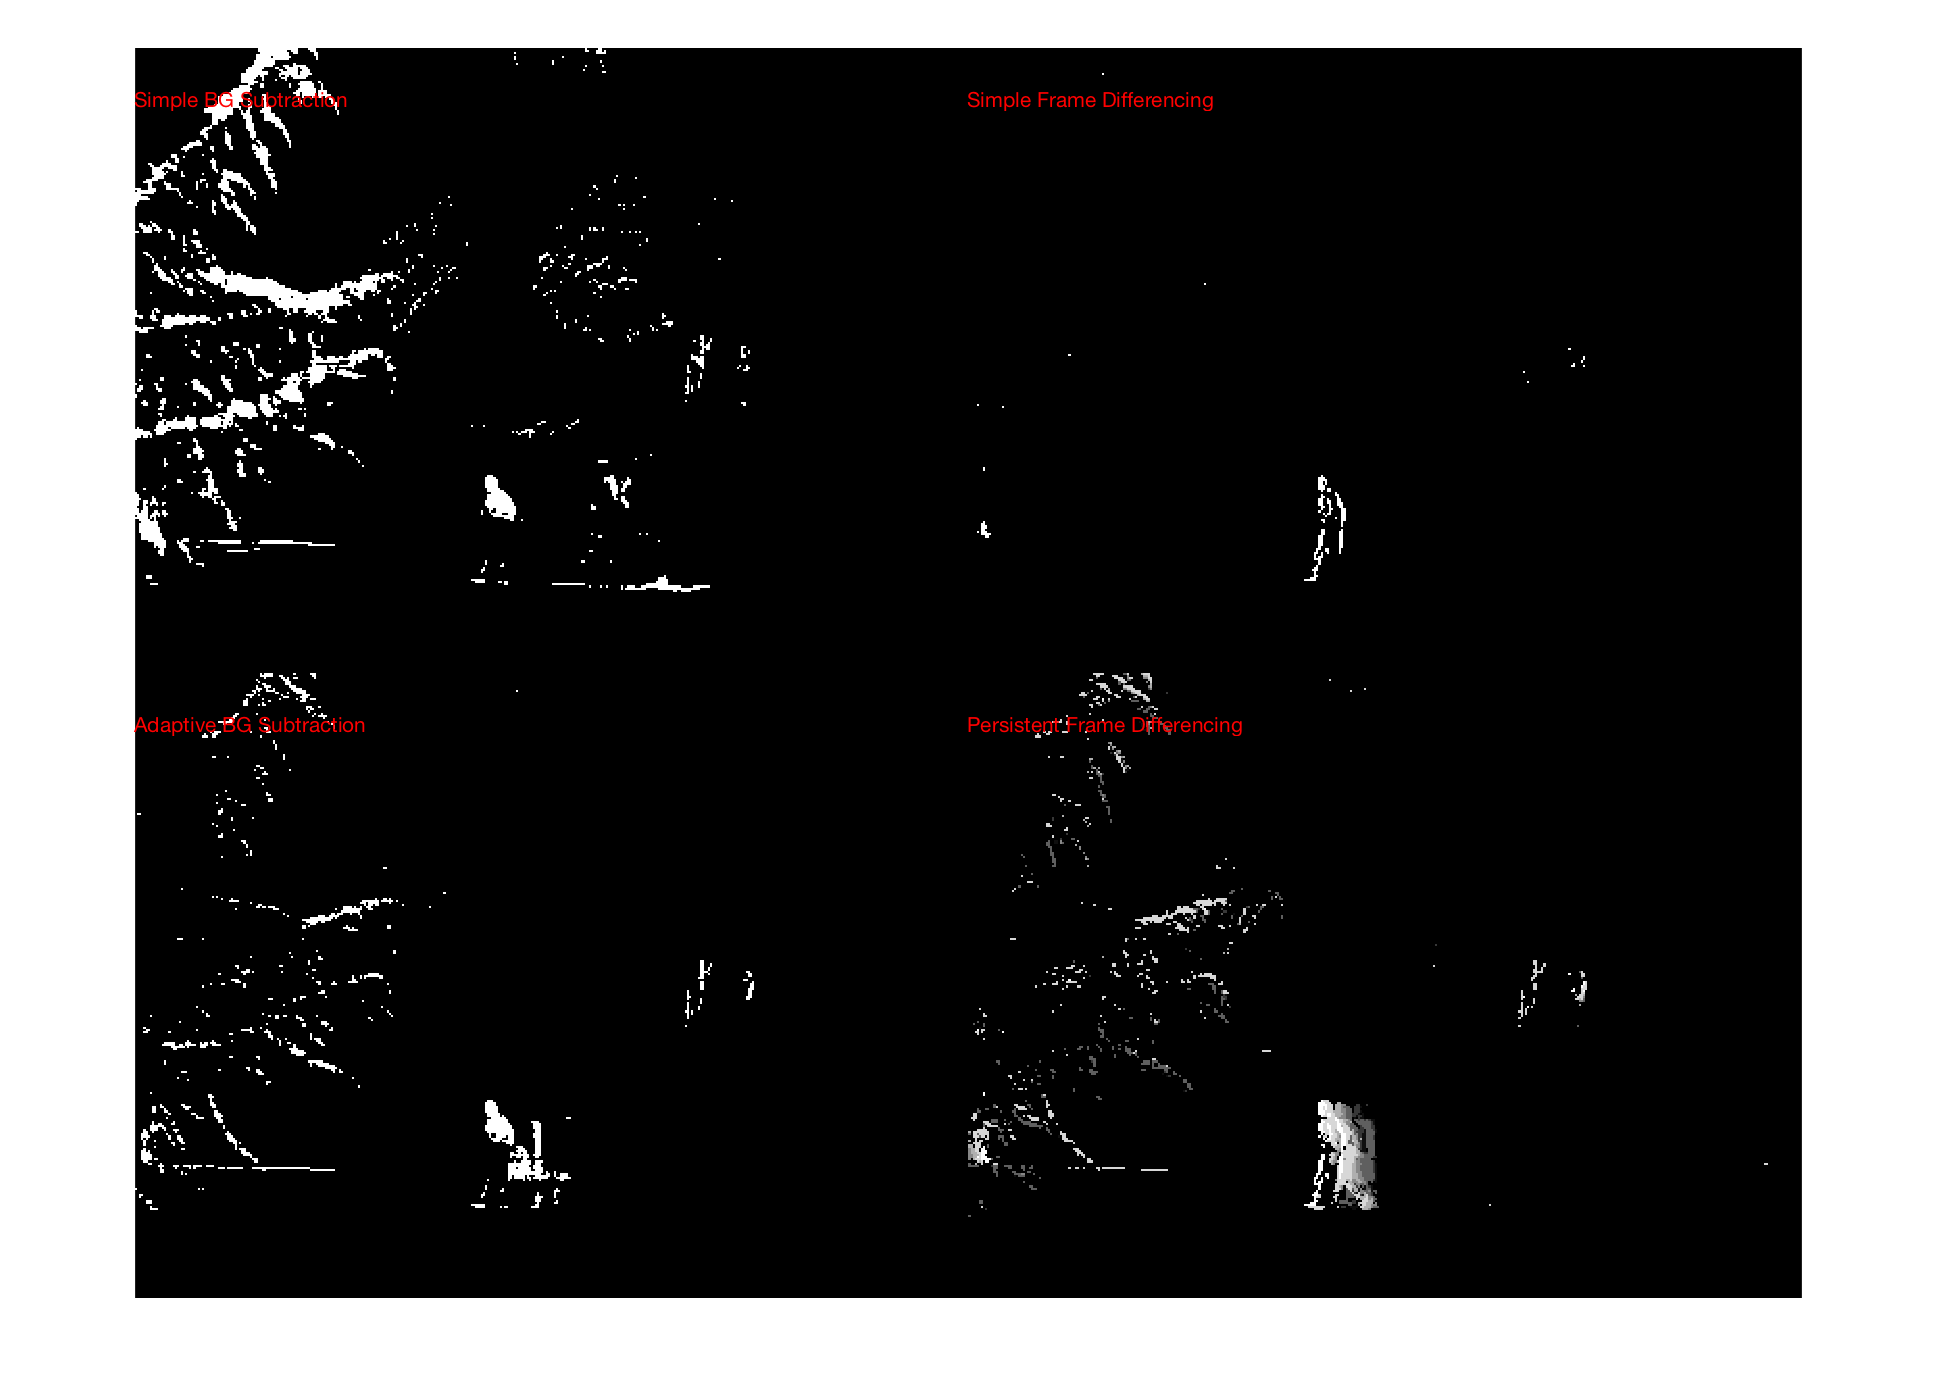 Simple BG Subtraction
Simple Frame Differencing
Adaptive BG Subtraction
Persistent Frame Differencing